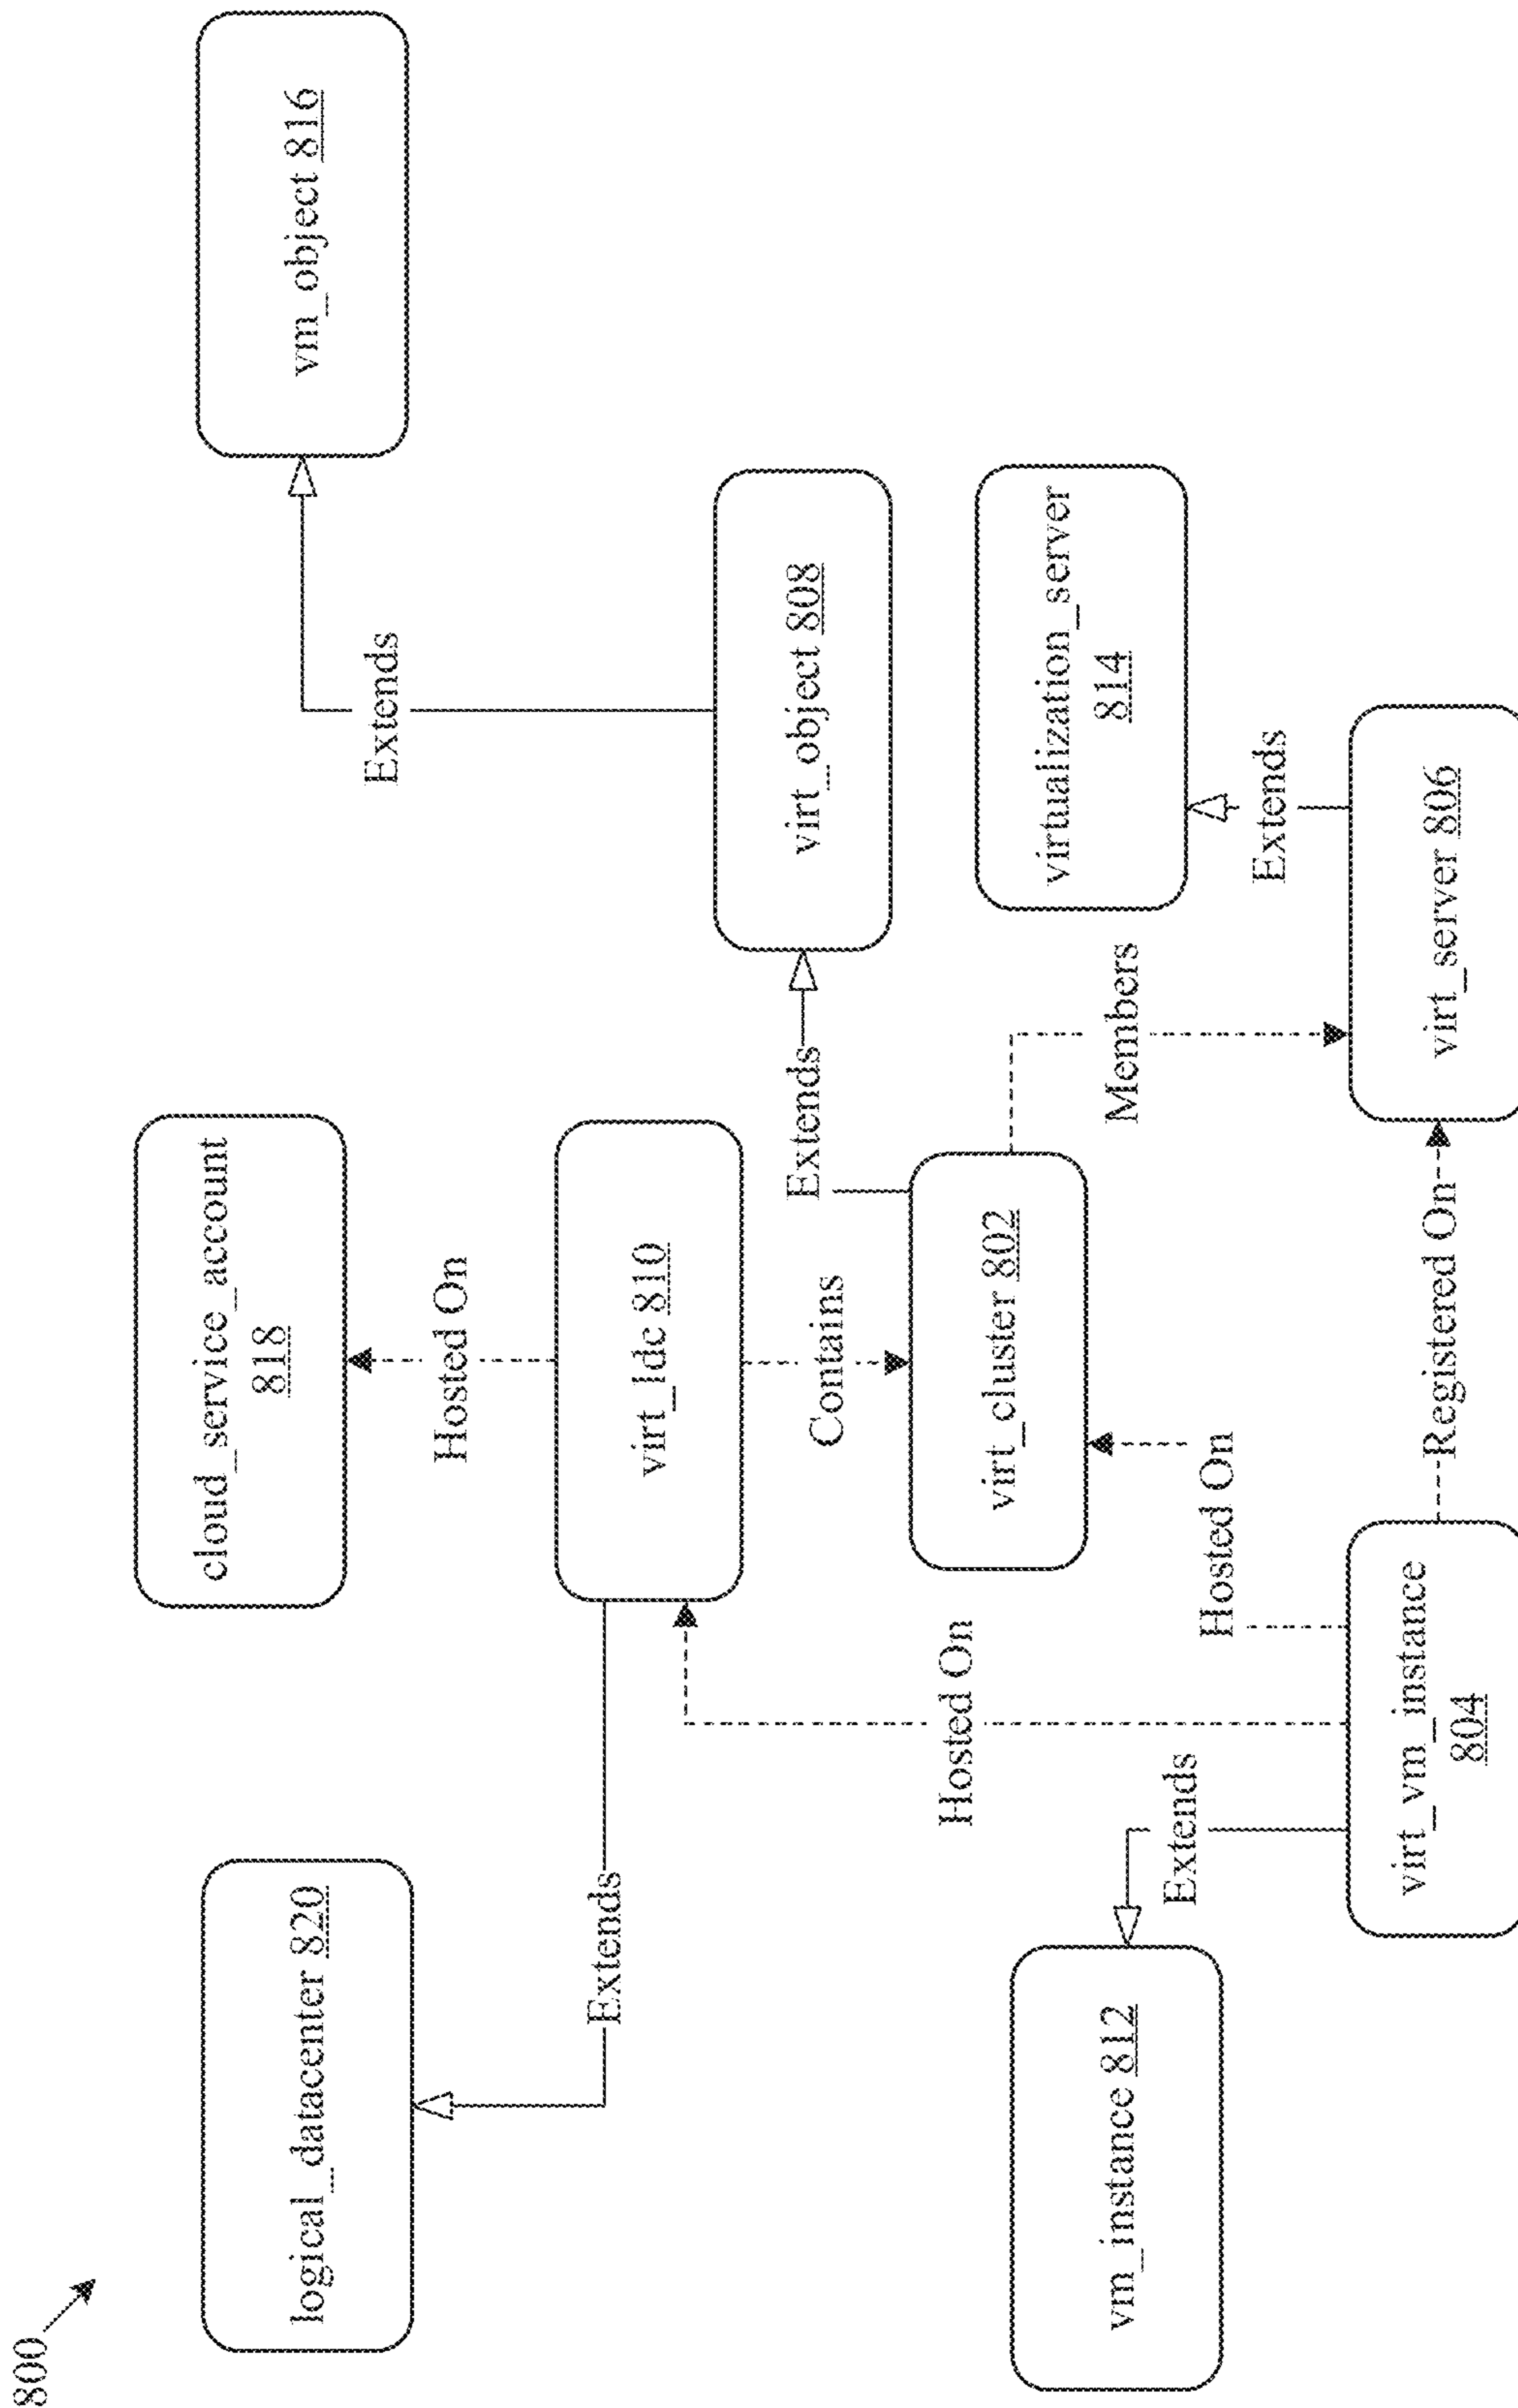 800
logical_datacenter 820
cloud_service_account
818
vm_object 816
Extends
Hosted On
Extends
virt_ldc 810
virt_object 808
Contains
Extends
Hosted On
virt_cluster 802
Members
virtualization_server
814
vm_instance 812
Extends
Hosted On
Extends
virt_vm_instance
804
Registered On
virt_server 806